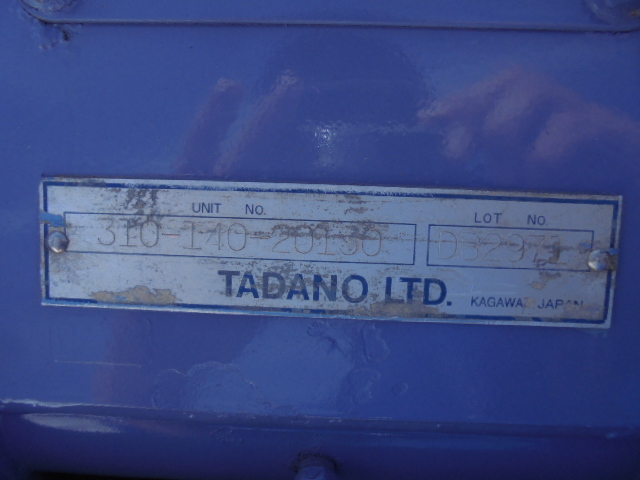 UNIT NO. LOT NO.
310-140-20130
TADANO LTD. KAGAWA, JAPAN